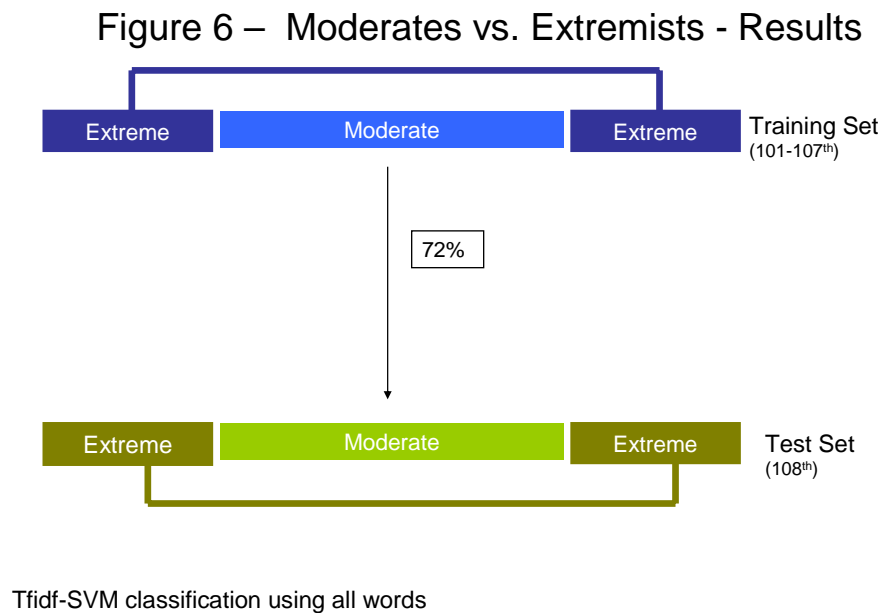 Figure 6 – Moderates vs. Extremists - Results
Extreme Moderate Extreme Training Set
(101-107th)
72%
Extreme Moderate Extreme Test Set
(108th)
Tfidf-SVM classification using all words